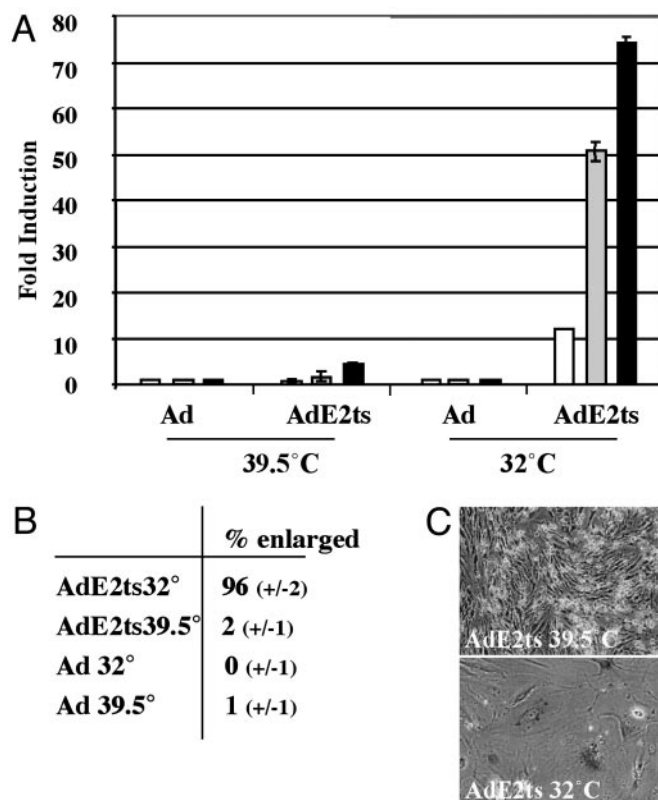 A
80
70
60
50
40
30
20
10
0
Fold Induction
Ad
AdE2ts
Ad
AdE2ts
39.5°C
32°C
B
% enlarged
AdE2ts32° 96 (+/-2)
AdE2ts39.5° 2 (+/-1)
Ad 32° 0 (+/-1)
Ad 39.5° 1 (+/-1)
C
AdE2ts 39.5°C
AdE2ts 32°C